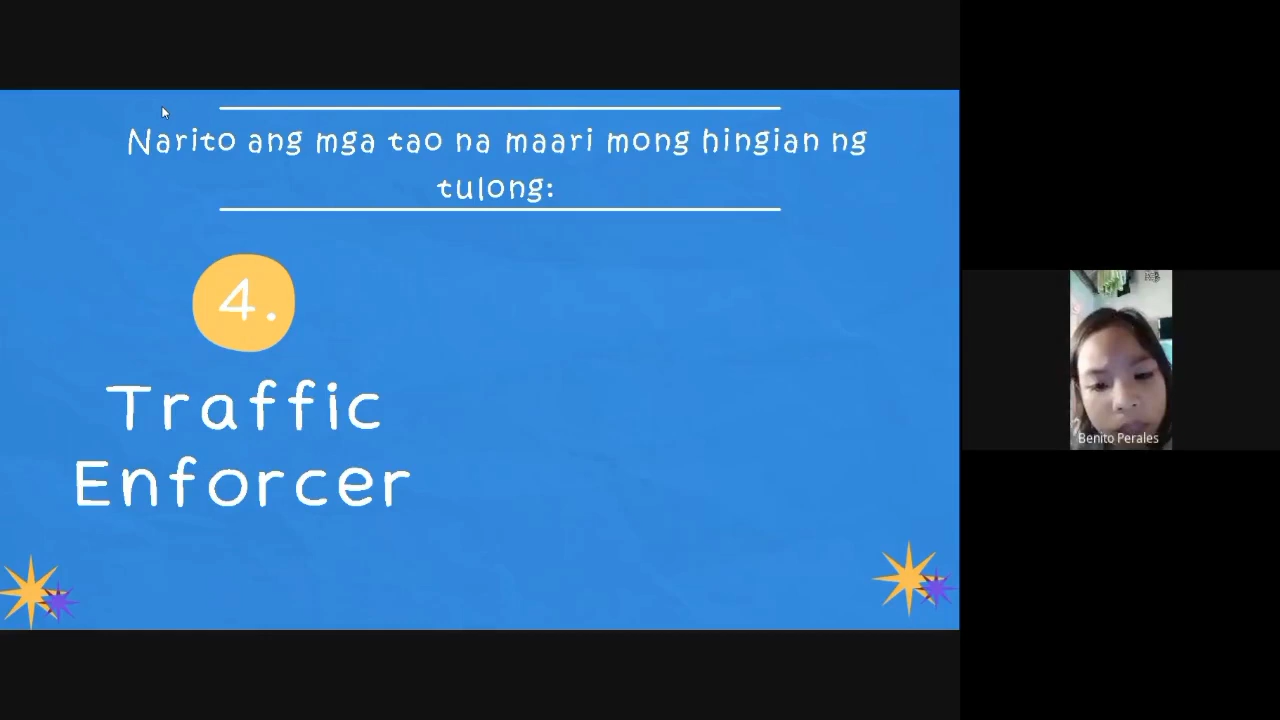 Narito ang mga tao na maari mong hingian ng
tulong:
4.
Traffic
Enforcer
Benito Perales